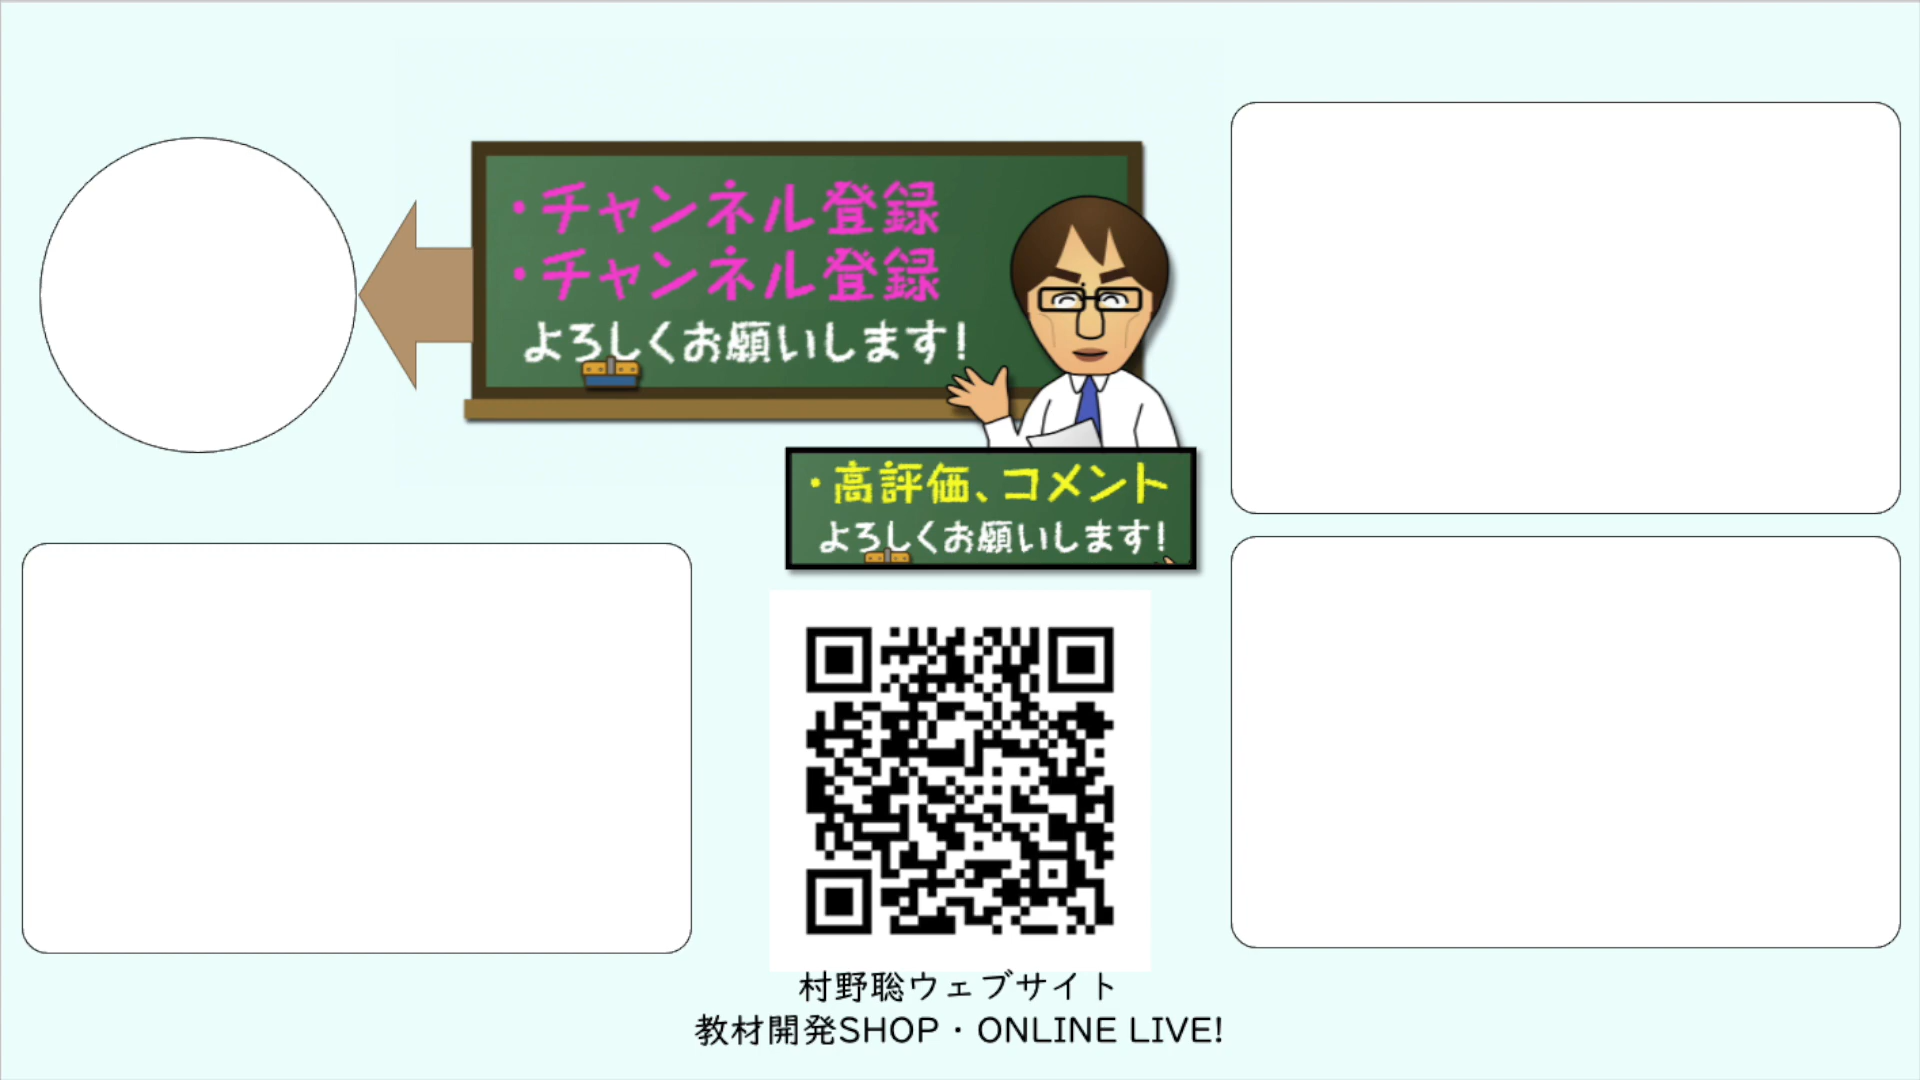 ・チャンネル登録
・チャンネル登録
よろしくお願いします!
・高評価、コメント
よろしくお願いします!
村野聡ウェブサイト
教材開発SHOP・ONLINE LIVE!